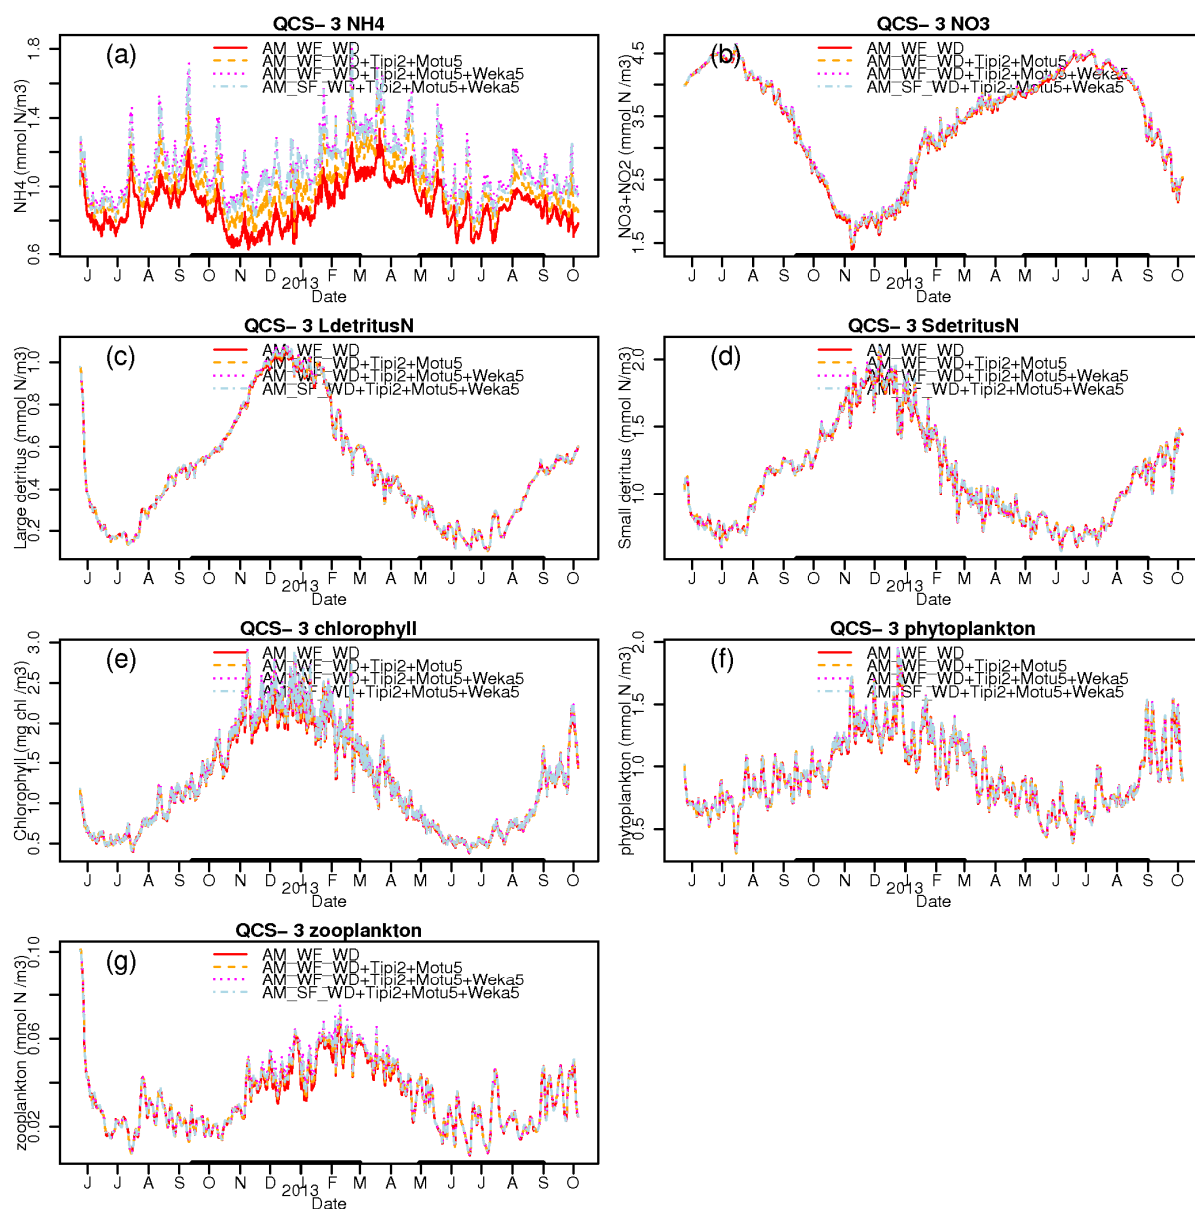 QCS− 3 NH4
(a)
AM_WF_WD
AM_WF_WD+Tipi2+Motu5
AM_WF_WD+Tipi2+Motu5+Weka5
AM_SF_WD+Tipi2+Motu5+Weka5
NH4 (mmol N/m3)
0.6 1.0 1.4 1.8
J J A S O N D J F M A M J J A S O
2013
Date
QCS− 3 NO3
(b)
AM_WF_WD
AM_WF_WD+Tipi2+Motu5
AM_WF_WD+Tipi2+Motu5+Weka5
AM_SF_WD+Tipi2+Motu5+Weka5
NO3+NO2 (mmol N /m3)
1.5 2.5 3.5 4.5
J J A S O N D J F M A M J J A S O
2013
Date
QCS− 3 LdetritusN
(c)
AM_WF_WD
AM_WF_WD+Tipi2+Motu5
AM_WF_WD+Tipi2+Motu5+Weka5
AM_SF_WD+Tipi2+Motu5+Weka5
Large detritus (mmol N/m3)
0.2 0.4 0.6 0.8 1.0
J J A S O N D J F M A M J J A S O
2013
Date
QCS− 3 SdetritusN
(d)
AM_WF_WD
AM_WF_WD+Tipi2+Motu5
AM_WF_WD+Tipi2+Motu5+Weka5
AM_SF_WD+Tipi2+Motu5+Weka5
Small detritus (mmol N/m3)
1.0 1.5 2.0
J J A S O N D J F M A M J J A S O
2013
Date
QCS− 3 chlorophyll
(e)
AM_WF_WD
AM_WF_WD+Tipi2+Motu5
AM_WF_WD+Tipi2+Motu5+Weka5
AM_SF_WD+Tipi2+Motu5+Weka5
Chlorophyll (mg chl /m3)
0.5 1.0 1.5 2.0 2.5 3.0
J J A S O N D J F M A M J J A S O
2013
Date
QCS− 3 phytoplankton
(f)
AM_WF_WD
AM_WF_WD+Tipi2+Motu5
AM_WF_WD+Tipi2+Motu5+Weka5
AM_SF_WD+Tipi2+Motu5+Weka5
phytoplankton (mmol N /m3)
0.5 1.0 1.5 2.0
J J A S O N D J F M A M J J A S O
2013
Date
QCS− 3 zooplankton
(g)
AM_WF_WD
AM_WF_WD+Tipi2+Motu5
AM_WF_WD+Tipi2+Motu5+Weka5
AM_SF_WD+Tipi2+Motu5+Weka5
zooplankton (mmol N /m3)
0.02 0.06 0.10
J J A S O N D J F M A M J J A S O
2013
Date